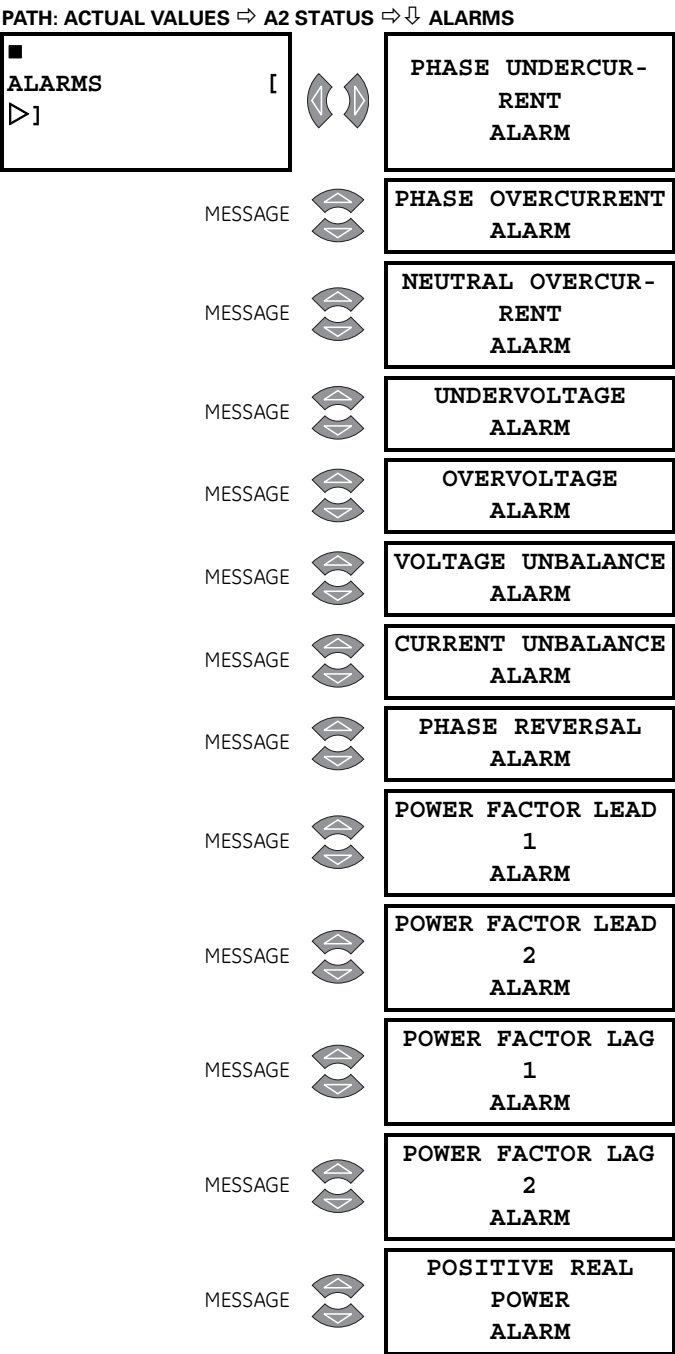 PATH: ACTUAL VALUES ⇨ A2 STATUS ⇨⇩ ALARMS
■
ALARMS [
▷]
PHASE UNDERCUR-
RENT
ALARM
MESSAGE
PHASE OVERCURRENT
ALARM
MESSAGE
NEUTRAL OVERCUR-
RENT
ALARM
MESSAGE
UNDERVOLTAGE
ALARM
MESSAGE
OVERVOLTAGE
ALARM
MESSAGE
VOLTAGE UNBALANCE
ALARM
MESSAGE
CURRENT UNBALANCE
ALARM
MESSAGE
PHASE REVERSAL
ALARM
MESSAGE
POWER FACTOR LEAD
1
ALARM
MESSAGE
POWER FACTOR LEAD
2
ALARM
MESSAGE
POWER FACTOR LAG
1
ALARM
MESSAGE
POWER FACTOR LAG
2
ALARM
MESSAGE
POSITIVE REAL
POWER
ALARM